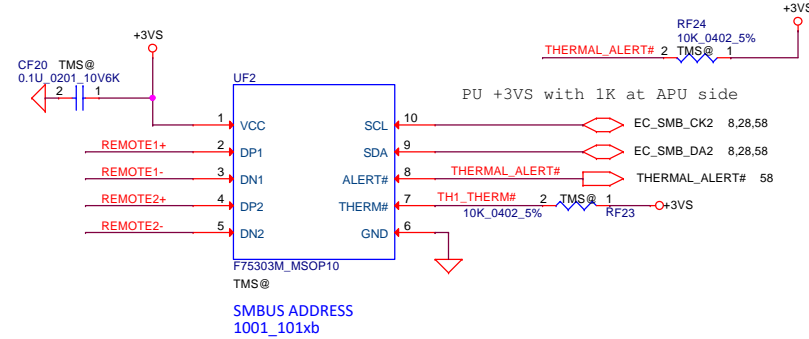 +3VS
RF24
10K_0402_5%
THERMAL_ALERT# 2 TMS@ 1
+3VS
CF20 TMS@
0.1U_0201_10V6K
2 1
UF2
PU +3VS with 1K at APU side
1 VCC SCL 10 EC_SMB_CK2 8,28,58
REMOTE1+ 2 DP1 SDA 9 EC_SMB_DA2 8,28,58
REMOTE1- 3 DN1 ALERT# 8 THERMAL_ALERT# THERMAL_ALERT# 58
REMOTE2+ 4 DP2 THERM# 7 TH1_THERM# 2 TMS@ 1 +3VS
10K_0402_5% RF23
REMOTE2- 5 DN2 GND 6
F75303M_MSOP10
TMS@
SMBUS ADDRESS
1001_101xb